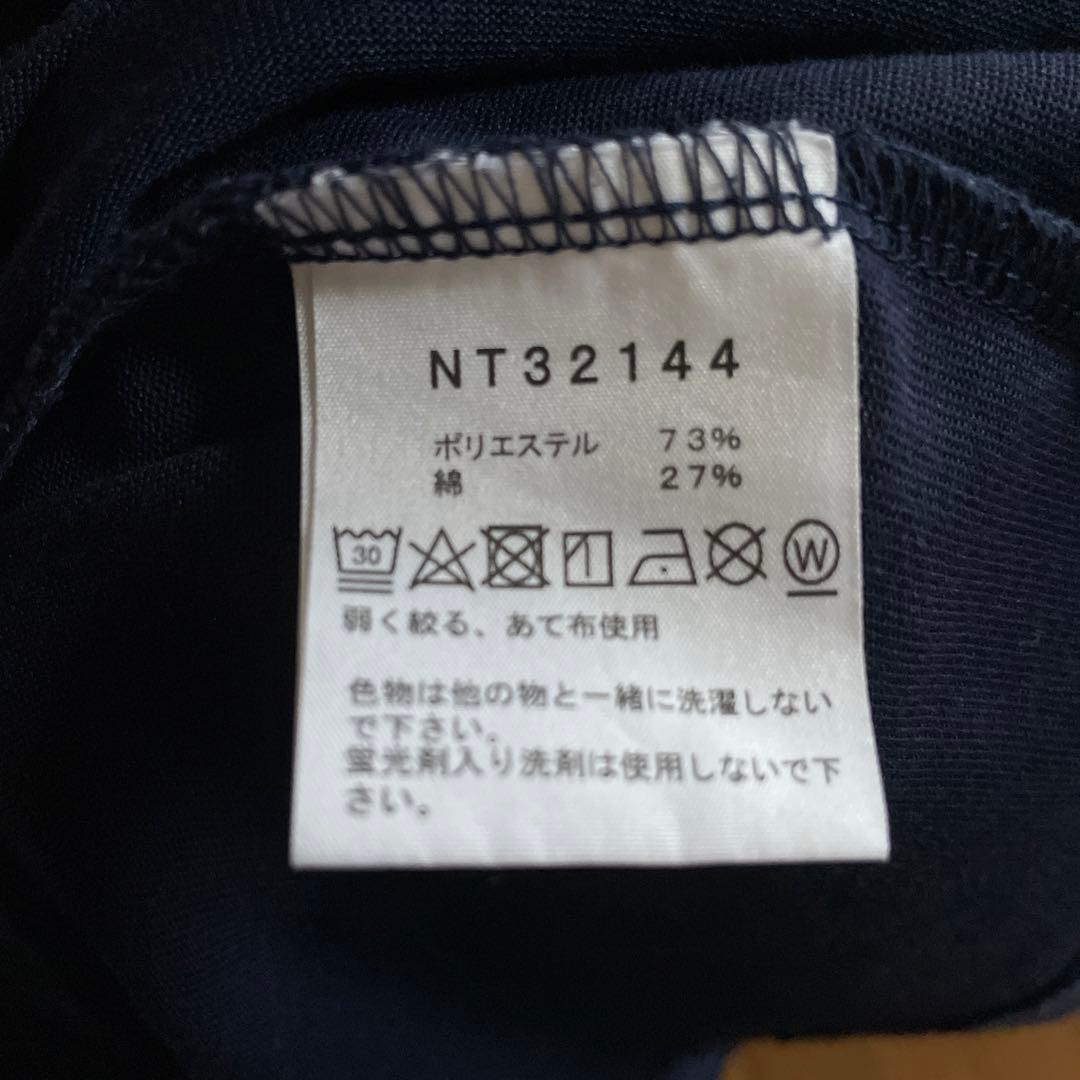 NT32144
ポリエステル 73%
綿 27%
30 W
弱く絞る、あて布使用
色物は他の物と一緒に洗濯しない
で下さい。
蛍光剤入り洗剤は使用しないで下
さい。